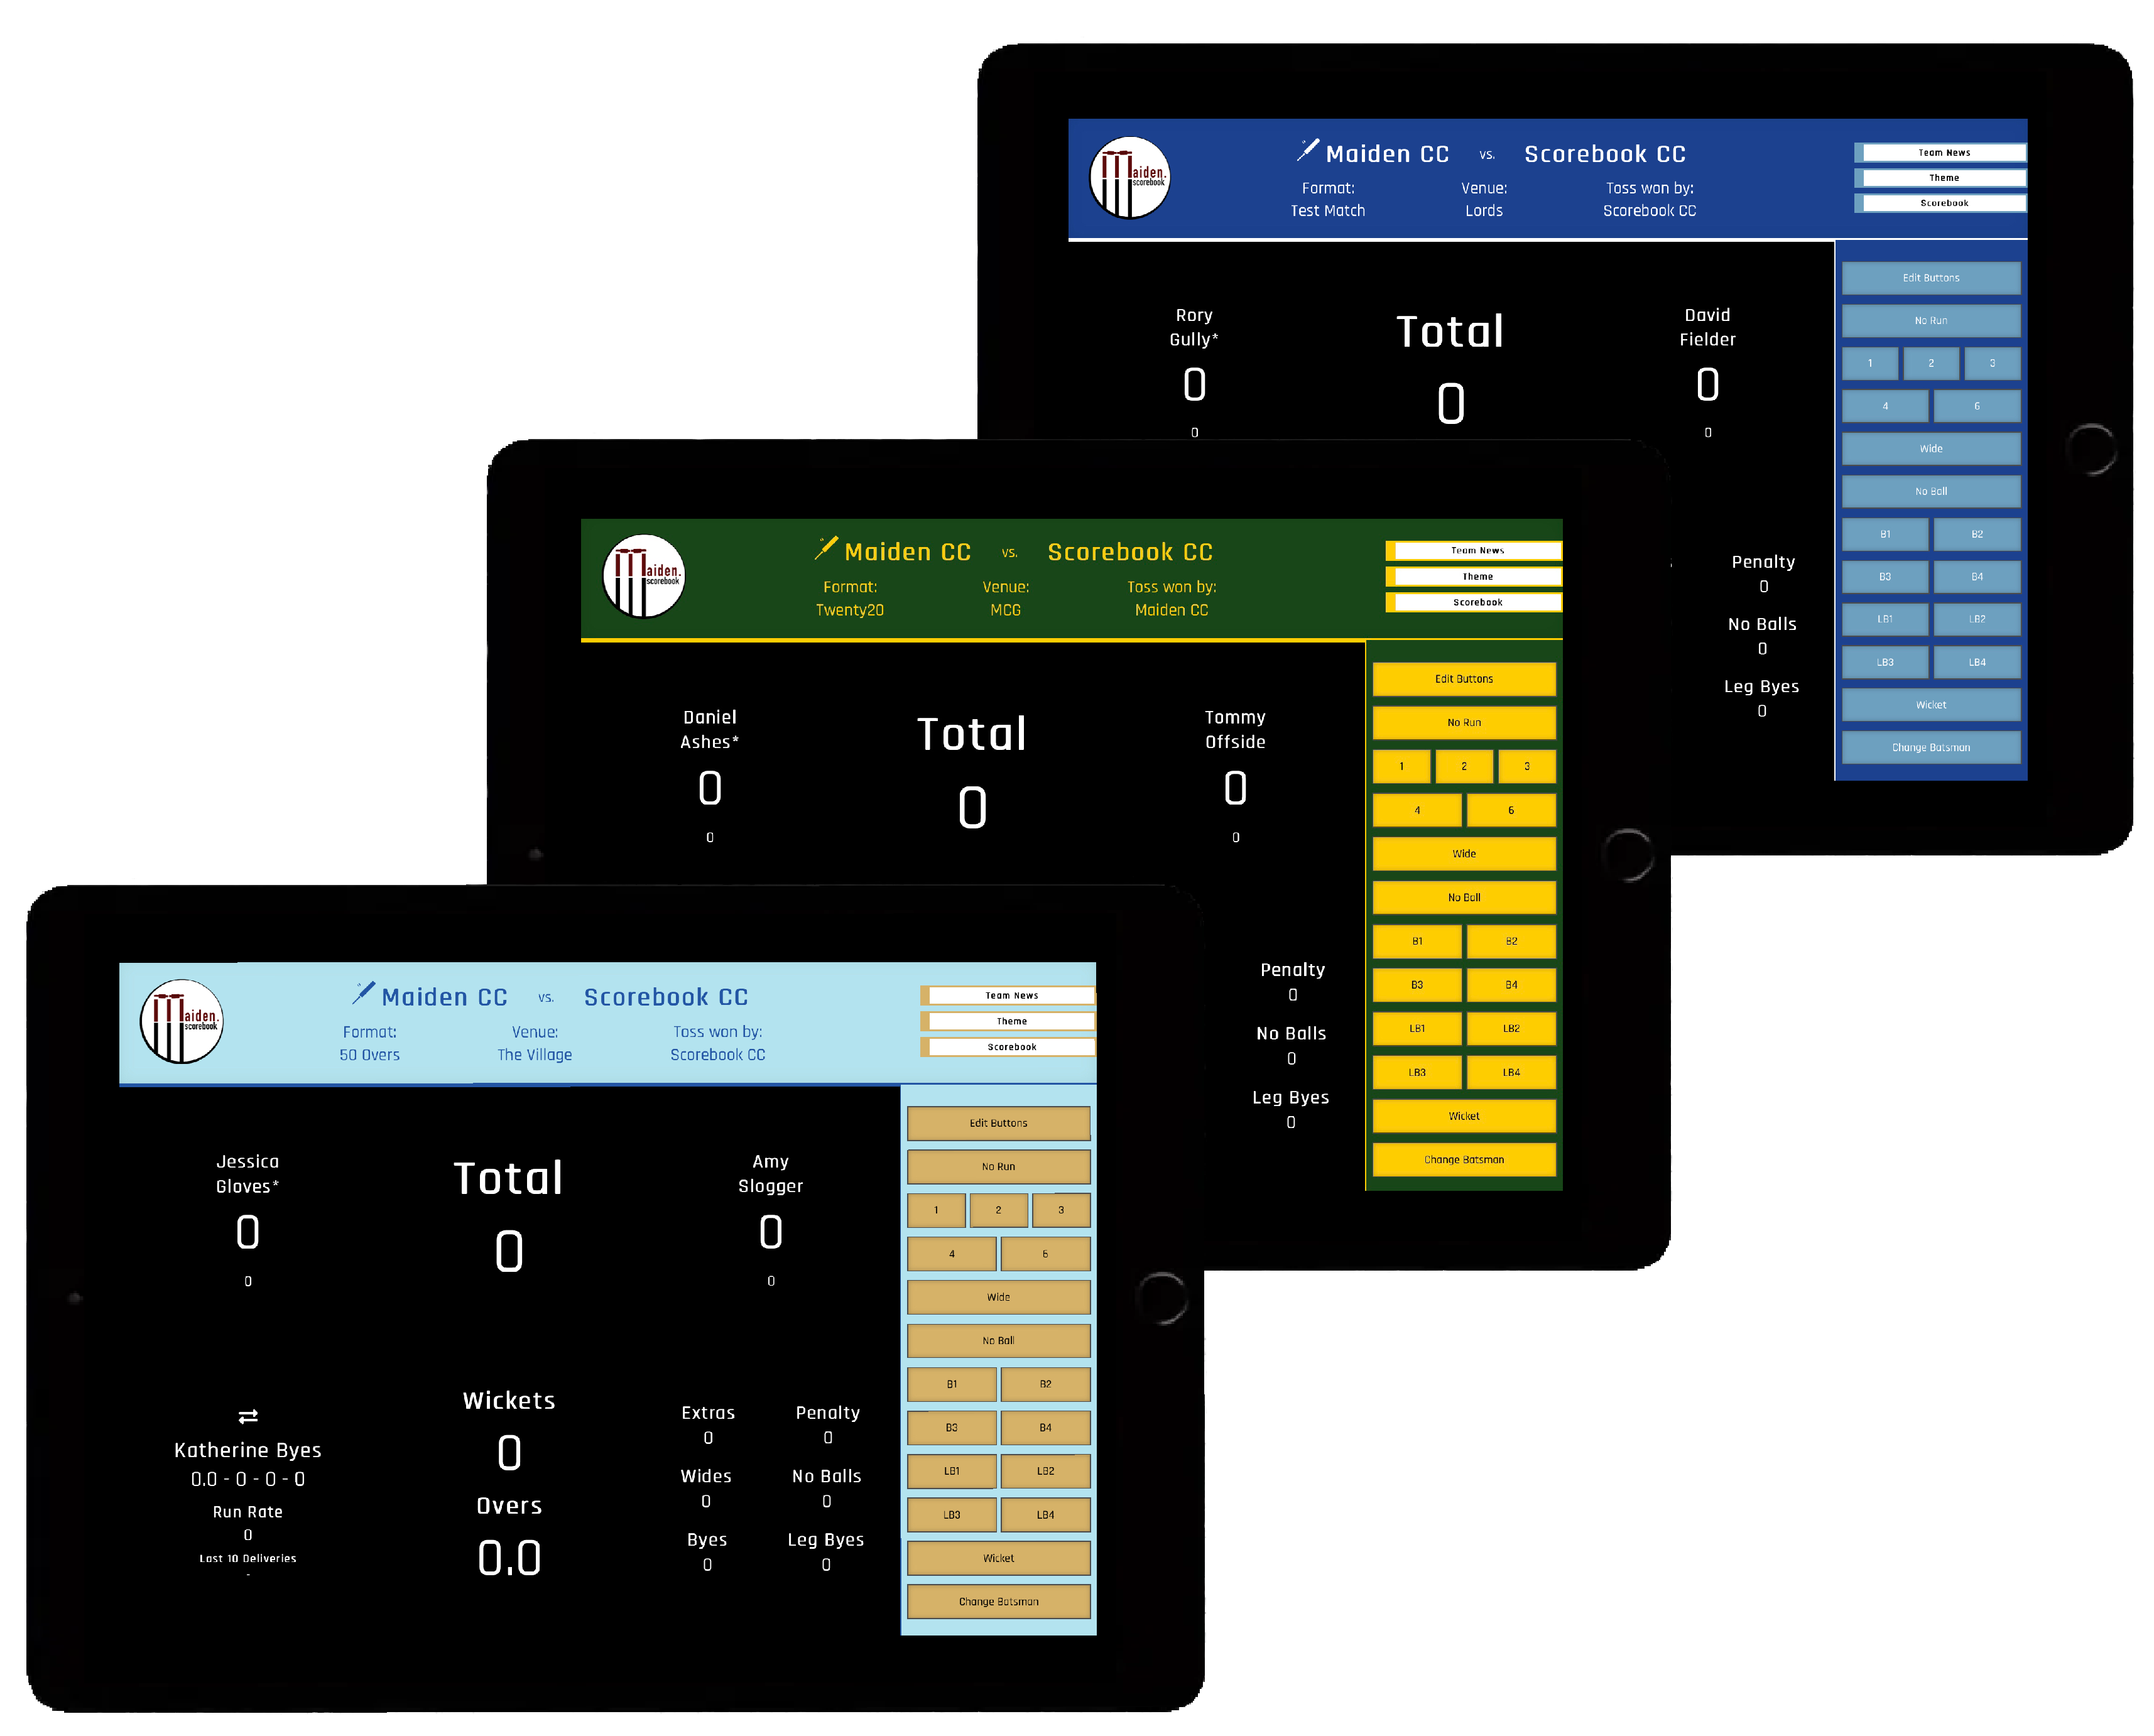 aiden.
scorebook
Maiden CC vs. Scorebook CC
Format: Venue: Toss won by:
Test Match Lords Scorebook CC
Team News
Theme
Scorebook
Rory
Gully*
0
0
Total
0
David
Fielder
0
0
Penalty
0
No Balls
0
Leg Byes
0
Edit Buttons
No Run
1 2 3
4 6
Wide
No Ball
B1 B2
B3 B4
LB1 LB2
LB3 LB4
Wicket
Change Batsman
aiden.
scorebook
Maiden CC vs. Scorebook CC
Format: Venue: Toss won by:
Twenty20 MCG Maiden CC
Team News
Theme
Scorebook
Daniel
Ashes*
0
0
Total
0
Tommy
Offside
0
0
Penalty
0
No Balls
0
Leg Byes
0
Edit Buttons
No Run
1 2 3
4 6
Wide
No Ball
B1 B2
B3 B4
LB1 LB2
LB3 LB4
Wicket
Change Batsman
aiden.
scorebook
Maiden CC vs. Scorebook CC
Format: Venue: Toss won by:
50 Overs The Village Scorebook CC
Team News
Theme
Scorebook
Jessica
Gloves*
0
0
Total
0
Amy
Slogger
0
0
Katherine Byes
0.0 - 0 - 0 - 0
Run Rate
0
Last 10 Deliveries
-
Wickets
0
Overs
0.0
Extras Penalty
0 0
Wides No Balls
0 0
Byes Leg Byes
0 0
Edit Buttons
No Run
1 2 3
4 6
Wide
No Ball
B1 B2
B3 B4
LB1 LB2
LB3 LB4
Wicket
Change Batsman